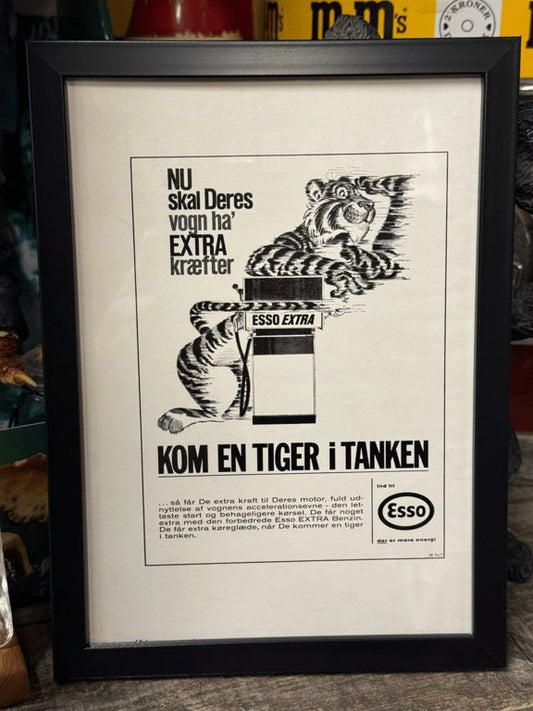 m&m's
2 KRONER
NU
skal Deres
vogn ha'
EXTRA
kræfter
ESSO EXTRA
KOM EN TIGER i TANKEN
... så får De extra kraft til Deres motor, fuld ud-
nyttelse af vognens accelerationsevne - den let-
teste start og behageligere kørsel. De får noget
extra med den forbedrede Esso EXTRA Benzin.
De får extra køreglæde, når De kommer en tiger
i tanken.
ind til
Esso
der er mere energi